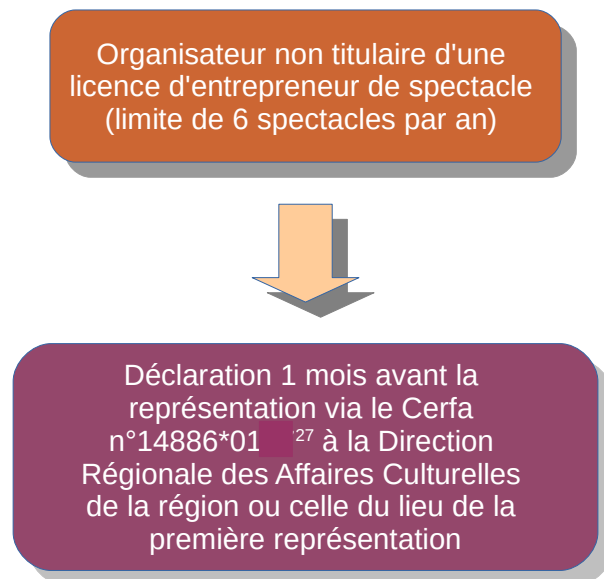 Organisateur non titulaire d'une
licence d'entrepreneur de spectacle
(limite de 6 spectacles par an)
Déclaration 1 mois avant la
représentation via le Cerfa
n°14886*01 27 à la Direction
Régionale des Affaires Culturelles
de la région ou celle du lieu de la
première représentation